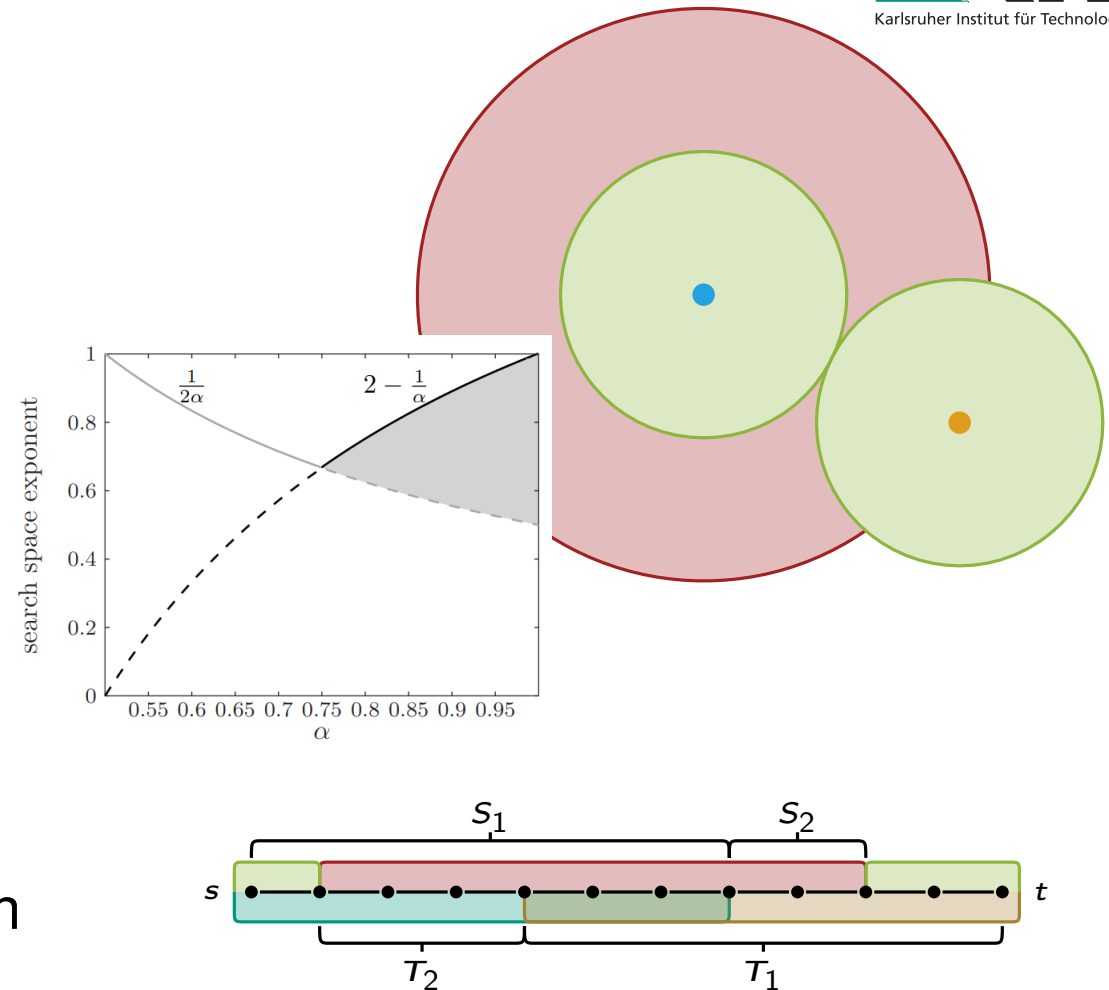 Karlsruher Institut für Technolo
1/(2α)
2 − 1/α
search space exponent
1
0.8
0.6
0.4
0.2
0
0.55 0.6 0.65 0.7 0.75 0.8 0.85 0.9 0.95
α
S₁ S₂
s t
T₂ T₁
n